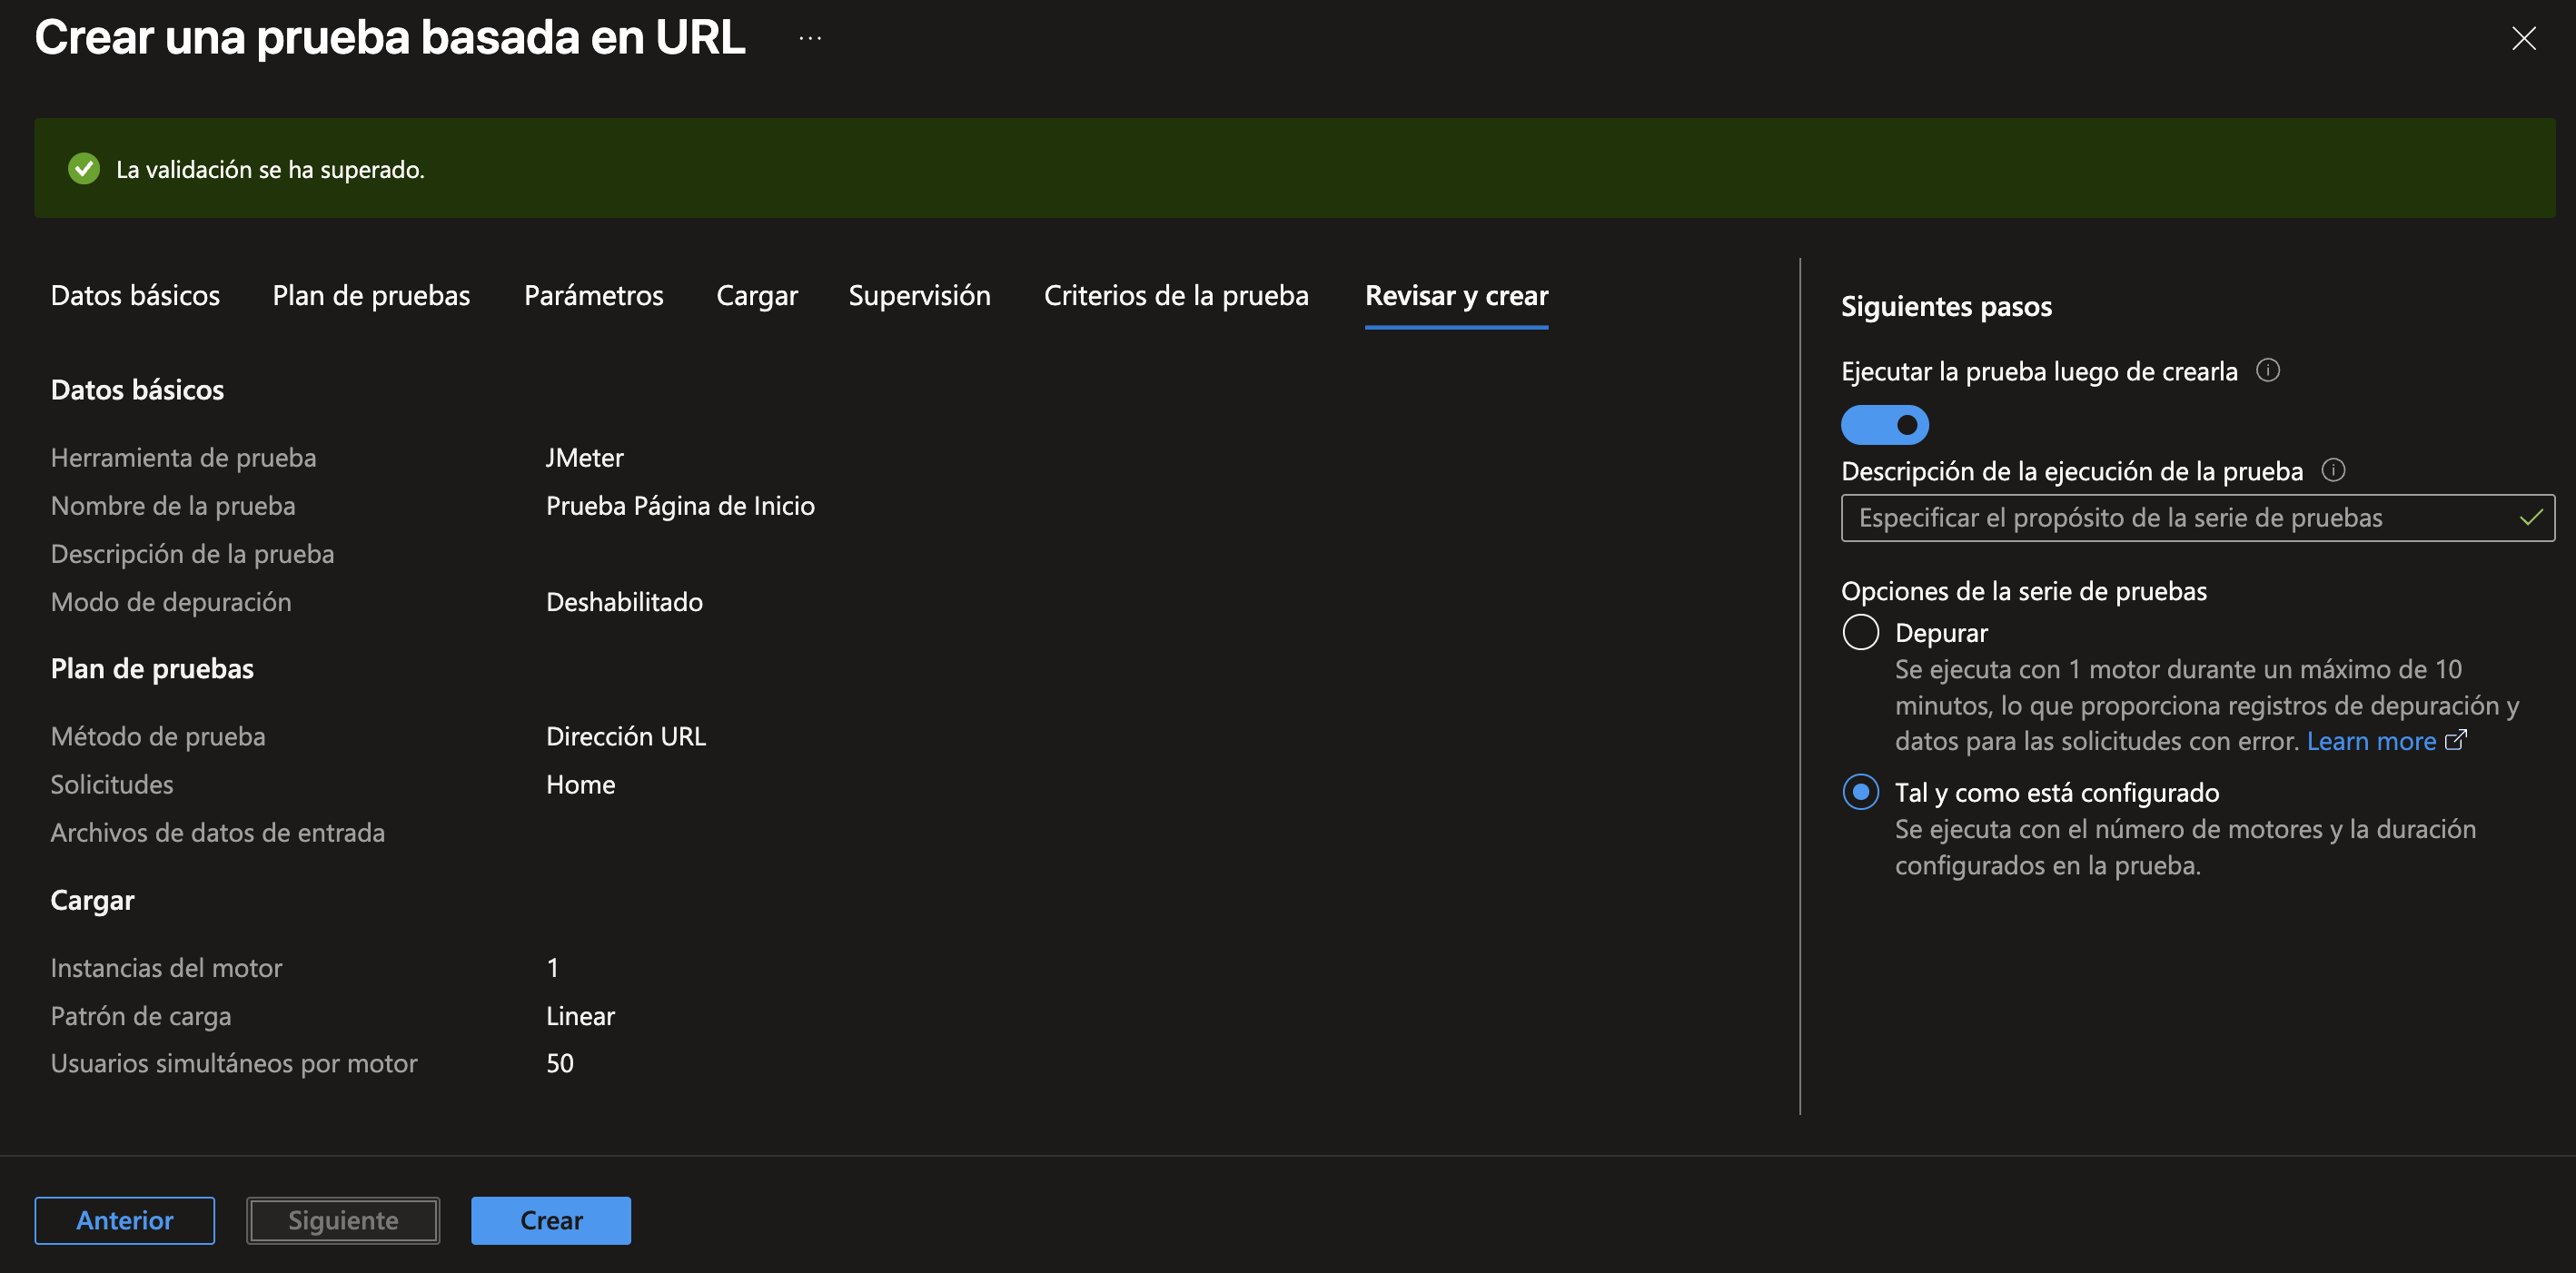 Crear una prueba basada en URL ...
La validación se ha superado.
Datos básicos Plan de pruebas Parámetros Cargar Supervisión Criterios de la prueba Revisar y crear
Datos básicos
Herramienta de prueba JMeter
Nombre de la prueba Prueba Página de Inicio
Descripción de la prueba
Modo de depuración Deshabilitado
Plan de pruebas
Método de prueba Dirección URL
Solicitudes Home
Archivos de datos de entrada
Cargar
Instancias del motor 1
Patrón de carga Linear
Usuarios simultáneos por motor 50
Siguientes pasos
Ejecutar la prueba luego de crearla
Descripción de la ejecución de la prueba
Especificar el propósito de la serie de pruebas
Opciones de la serie de pruebas
Depurar
Se ejecuta con 1 motor durante un máximo de 10
minutos, lo que proporciona registros de depuración y
datos para las solicitudes con error. Learn more
Tal y como está configurado
Se ejecuta con el número de motores y la duración
configurados en la prueba.
Anterior Siguiente Crear